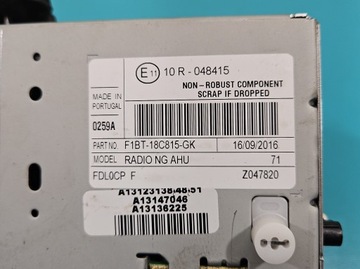 E11 10 R - 048415
NON - ROBUST COMPONENT
SCRAP IF DROPPED
MADE IN
PORTUGAL
0259A
PART NO. F1BT-18C815-GK 16/09/2016
MODEL RADIO NG AHU 71
FDL0CP F Z047820
A13123138-48-51
A13147046
A13136225